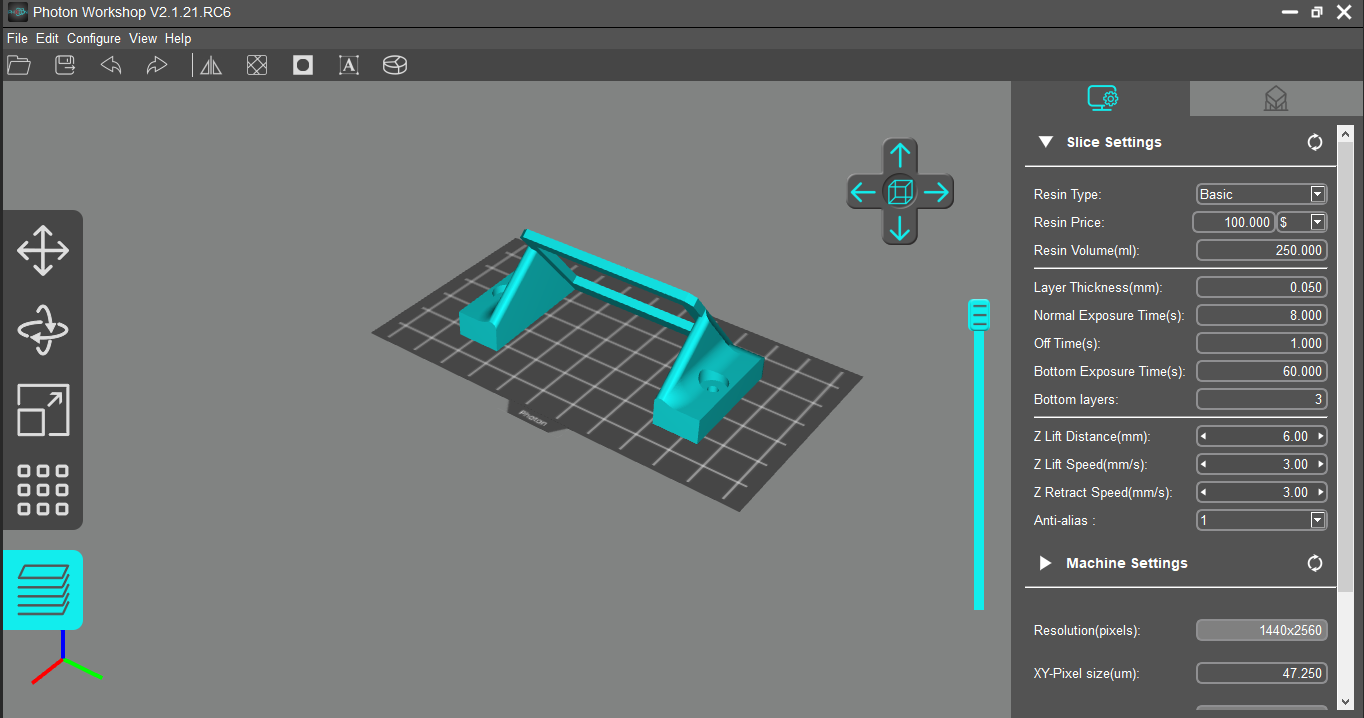 Photon Workshop V2.1.21.RC6
File Edit Configure View Help
A
Slice Settings
Resin Type: Basic
Resin Price: 100.000 $
Resin Volume(ml): 250.000
Layer Thickness(mm): 0.050
Normal Exposure Time(s): 8.000
Off Time(s): 1.000
Bottom Exposure Time(s): 60.000
Bottom layers: 3
Z Lift Distance(mm): 6.00
Z Lift Speed(mm/s): 3.00
Z Retract Speed(mm/s): 3.00
Anti-alias : 1
Machine Settings
Resolution(pixels): 1440x2560
XY-Pixel size(um): 47.250
Photon